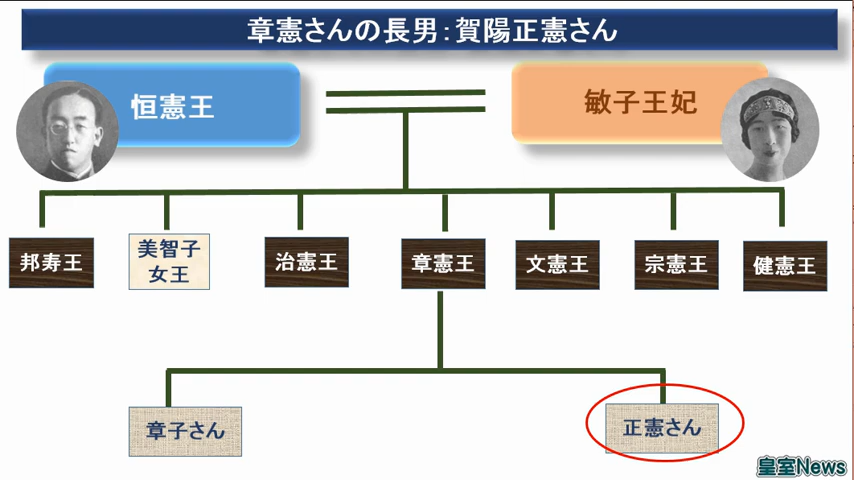 章憲さんの長男：賀陽正憲さん
恒憲王
敏子王妃
邦寿王
美智子
女王
治憲王
章憲王
文憲王
宗憲王
健憲王
章子さん
正憲さん
皇室News